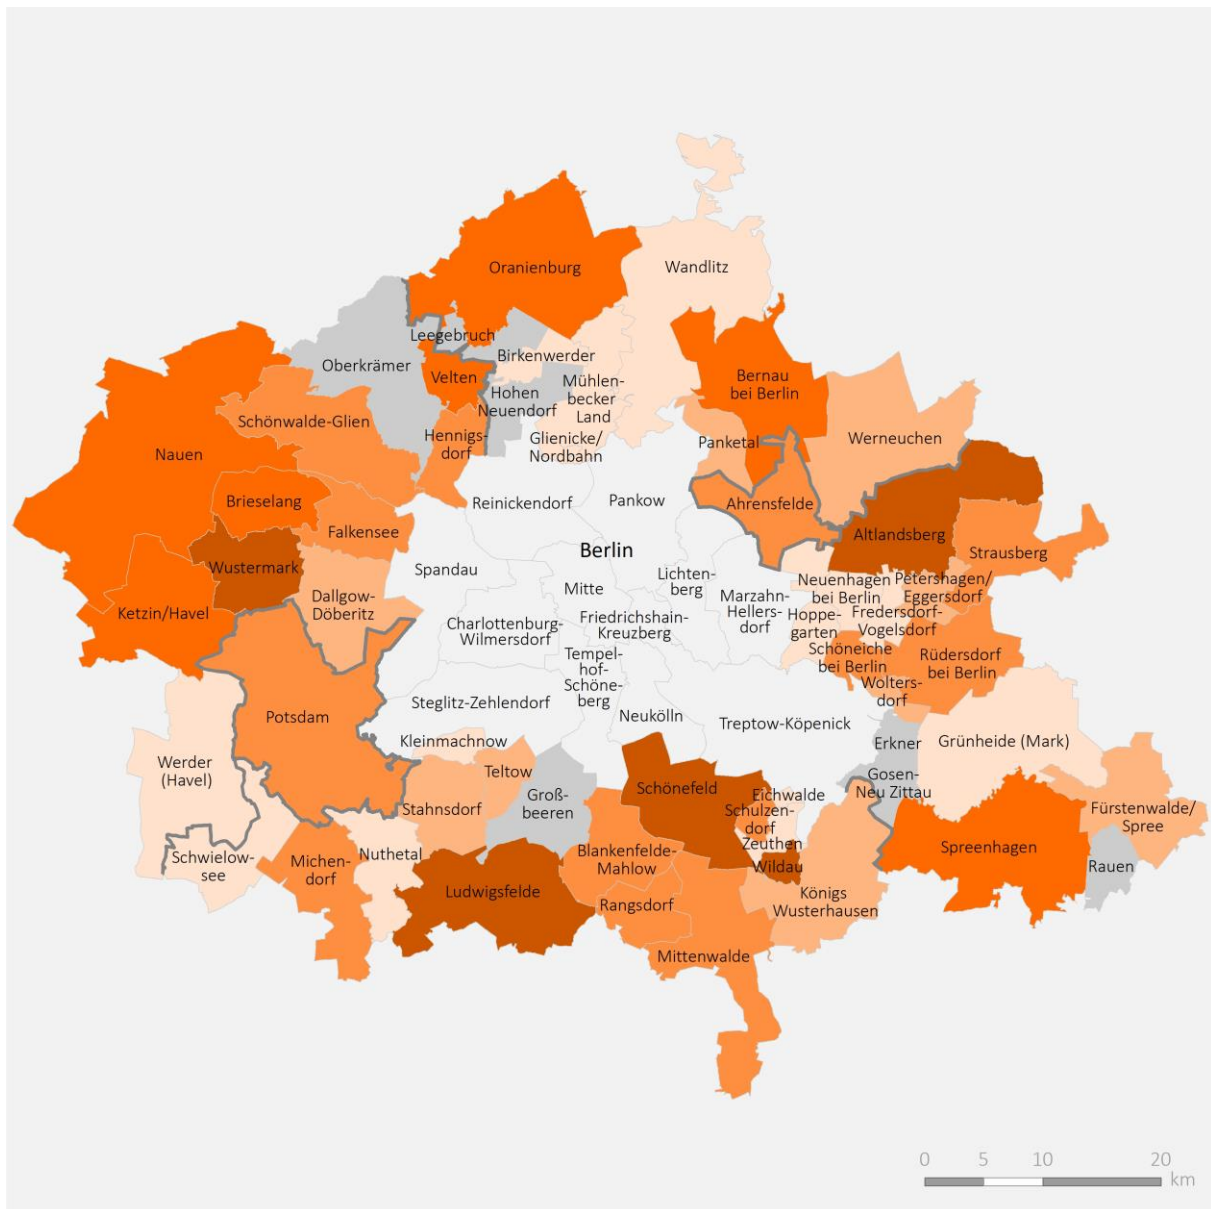 Oranienburg
Wandlitz
Leegebruch
Oberkrämer
Birkenwerder
Velten
Hohen
Neuendorf
Mühlen-
becker
Land
Bernau
bei Berlin
Schönwalde-Glien
Hennigs-
dorf
Glienicke/
Nordbahn
Panketal
Werneuchen
Nauen
Brieselang
Reinickendorf
Pankow
Ahrensfelde
Falkensee
Altlandsberg
Strausberg
Berlin
Wustermark
Spandau
Mitte
Lichten-
berg
Marzahn-
Hellers-
dorf
Neuenhagen
bei Berlin
Petershagen/
Eggersdorf
Ketzin/Havel
Dallgow-
Döberitz
Charlottenburg-
Wilmersdorf
Friedrichshain-
Kreuzberg
Hoppe-
garten
Fredersdorf-
Vogelsdorf
Tempel-
hof-
Schöne-
berg
Schöneiche
bei Berlin
Rüdersdorf
bei Berlin
Wolters-
dorf
Potsdam
Steglitz-Zehlendorf
Neukölln
Treptow-Köpenick
Kleinmachnow
Erkner
Grünheide (Mark)
Werder
(Havel)
Teltow
Gosen-
Neu Zittau
Stahnsdorf
Groß-
beeren
Schönefeld
Eichwalde
Schulzen-
dorf
Zeuthen
Fürstenwalde/
Spree
Schwielow-
see
Michen-
dorf
Nuthetal
Blankenfelde-
Mahlow
Wildau
Spreenhagen
Rauen
Ludwigsfelde
Rangsdorf
Königs
Wusterhausen
Mittenwalde
0 5 10 20
km